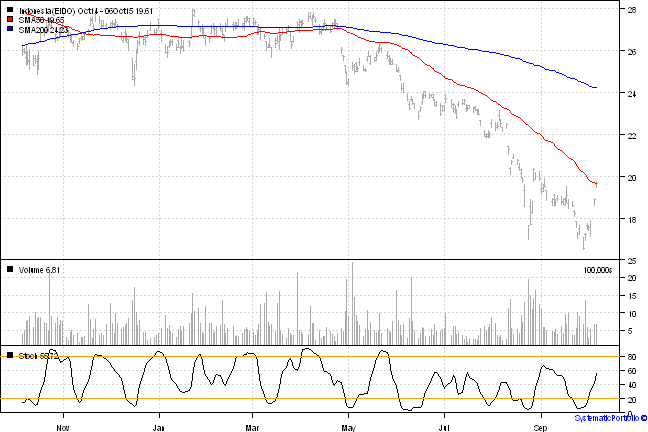 Indonesia(EIDO) Oct14 - 06Oct15 19.61
SMA50 19.65
SMA200 24.23
28
26
24
22
20
18
Volume 6.81
100,000s
25
20
15
10
5
Stoch 55.72
80
60
40
20
0
Nov Jan Mar May Jul Sep
SystematicPortfolio ©